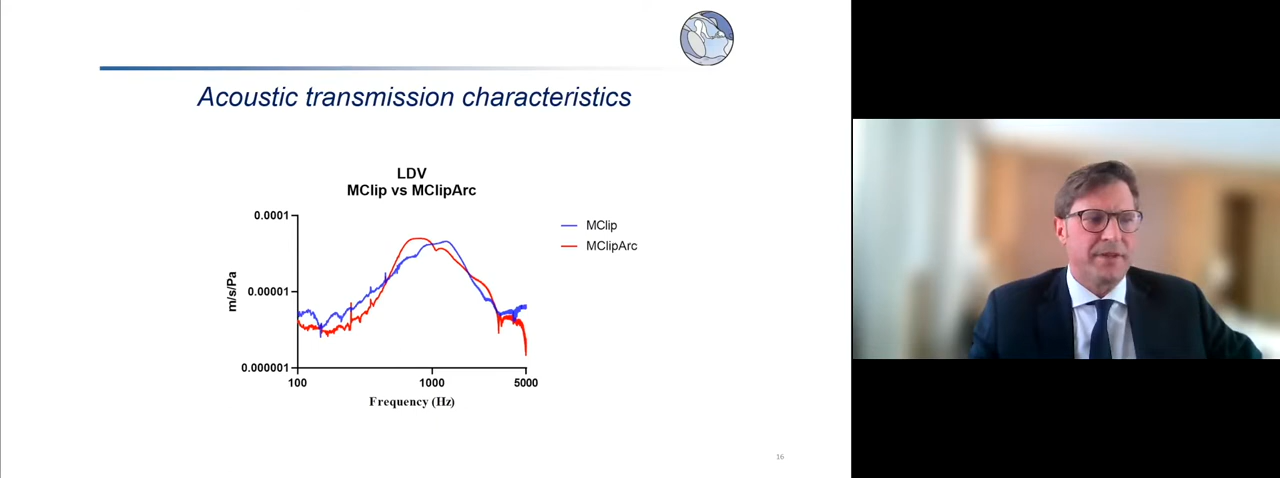 Acoustic transmission characteristics
LDV
MClip vs MClipArc
0.0001
0.00001
0.000001
m/s/Pa
100
1000
5000
Frequency (Hz)
MClip
MClipArc
16